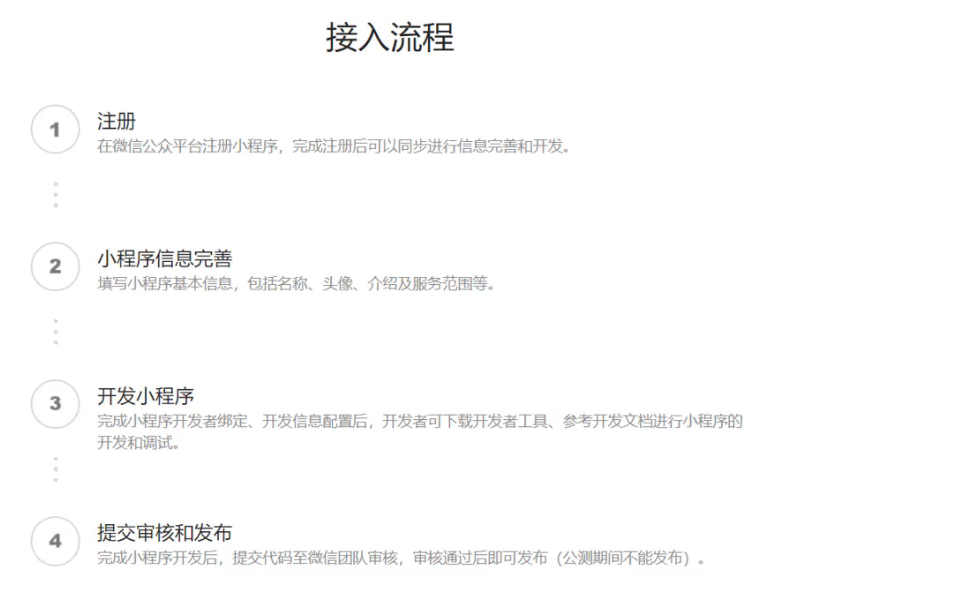 接入流程
1
注册
在微信公众平台注册小程序，完成注册后可以同步进行信息完善和开发。
2
小程序信息完善
填写小程序基本信息，包括名称、头像、介绍及服务范围等。
3
开发小程序
完成小程序开发者绑定、开发信息配置后，开发者可下载开发者工具、参考开发文档进行小程序的
开发和调试。
4
提交审核和发布
完成小程序开发后，提交代码至微信团队审核，审核通过后即可发布（公测期间不能发布）。